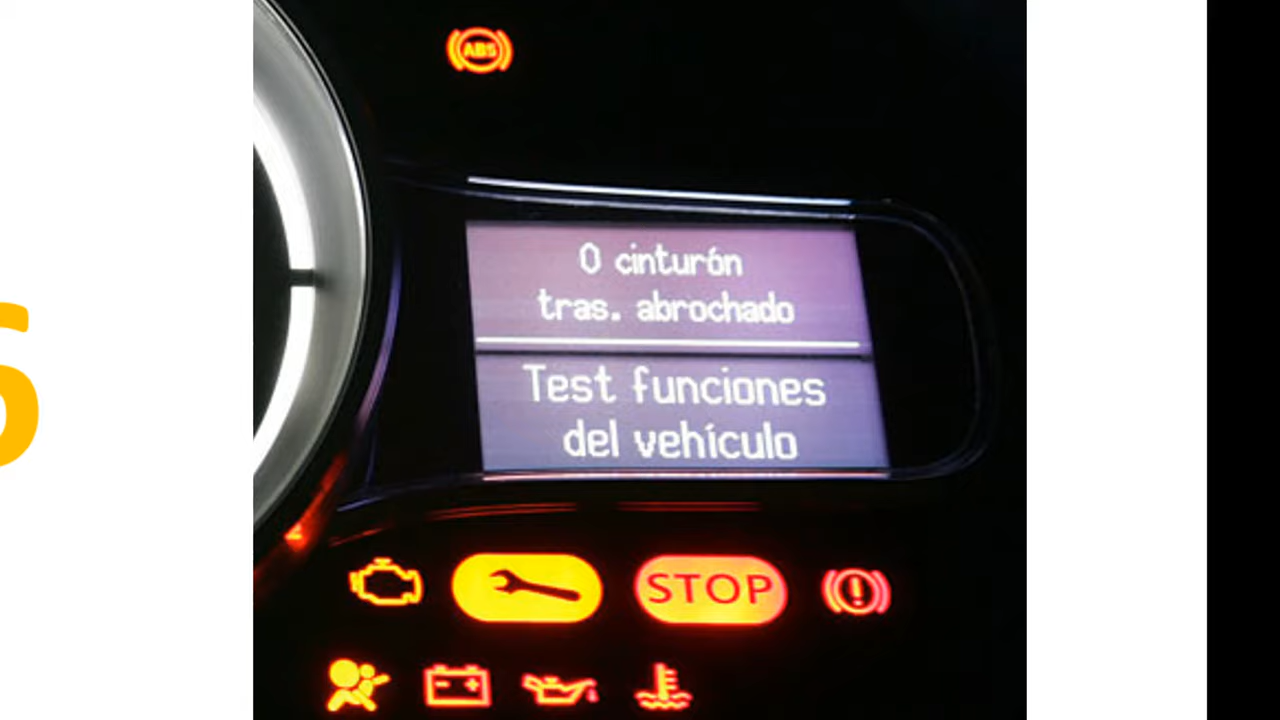 ABS
0 cinturón
tras. abrochado
Test funciones
del vehículo
STOP